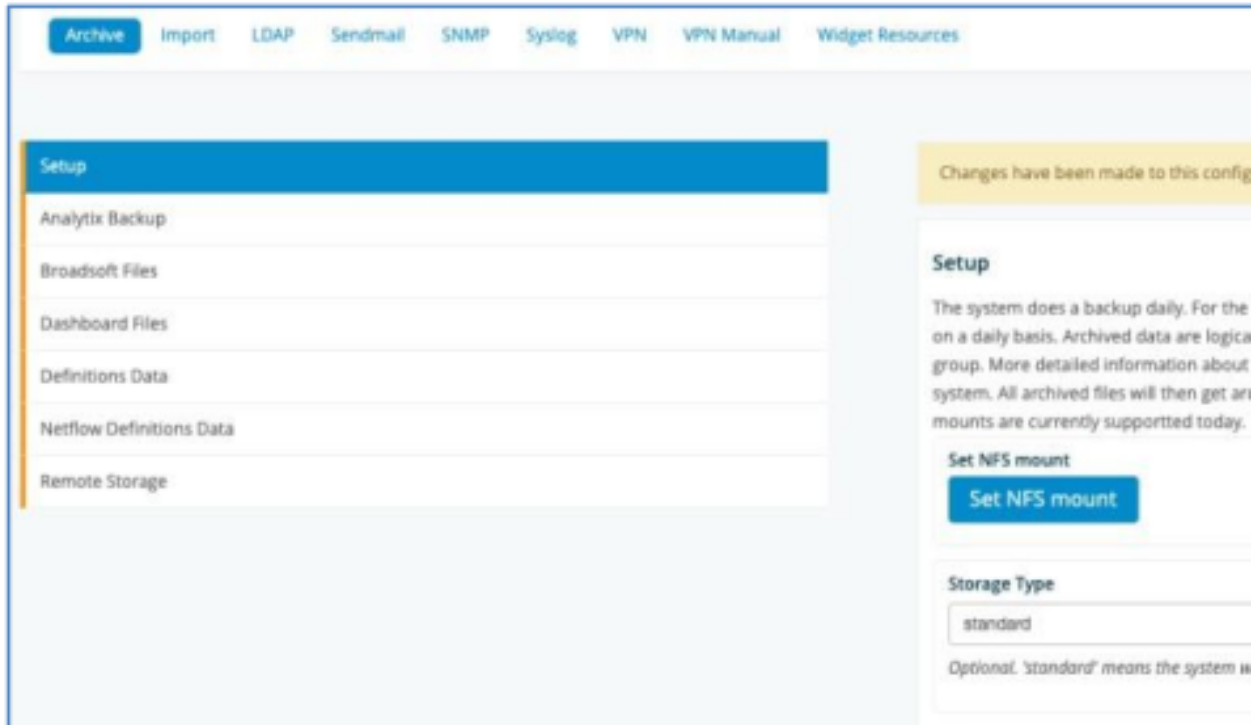 Archive Import LDAP Sendmail SNMP Syslog VPN VPN Manual Widget Resources
Setup
Analytix Backup
Broadsoft Files
Dashboard Files
Definitions Data
Netflow Definitions Data
Remote Storage
Changes have been made to this config
Setup
The system does a backup daily. For the
on a daily basis. Archived data are logica
group. More detailed information about
system. All archived files will then get
mounts are currently supportted today.
Set NFS mount
Set NFS mount
Storage Type
standard
Optional. 'standard' means the system